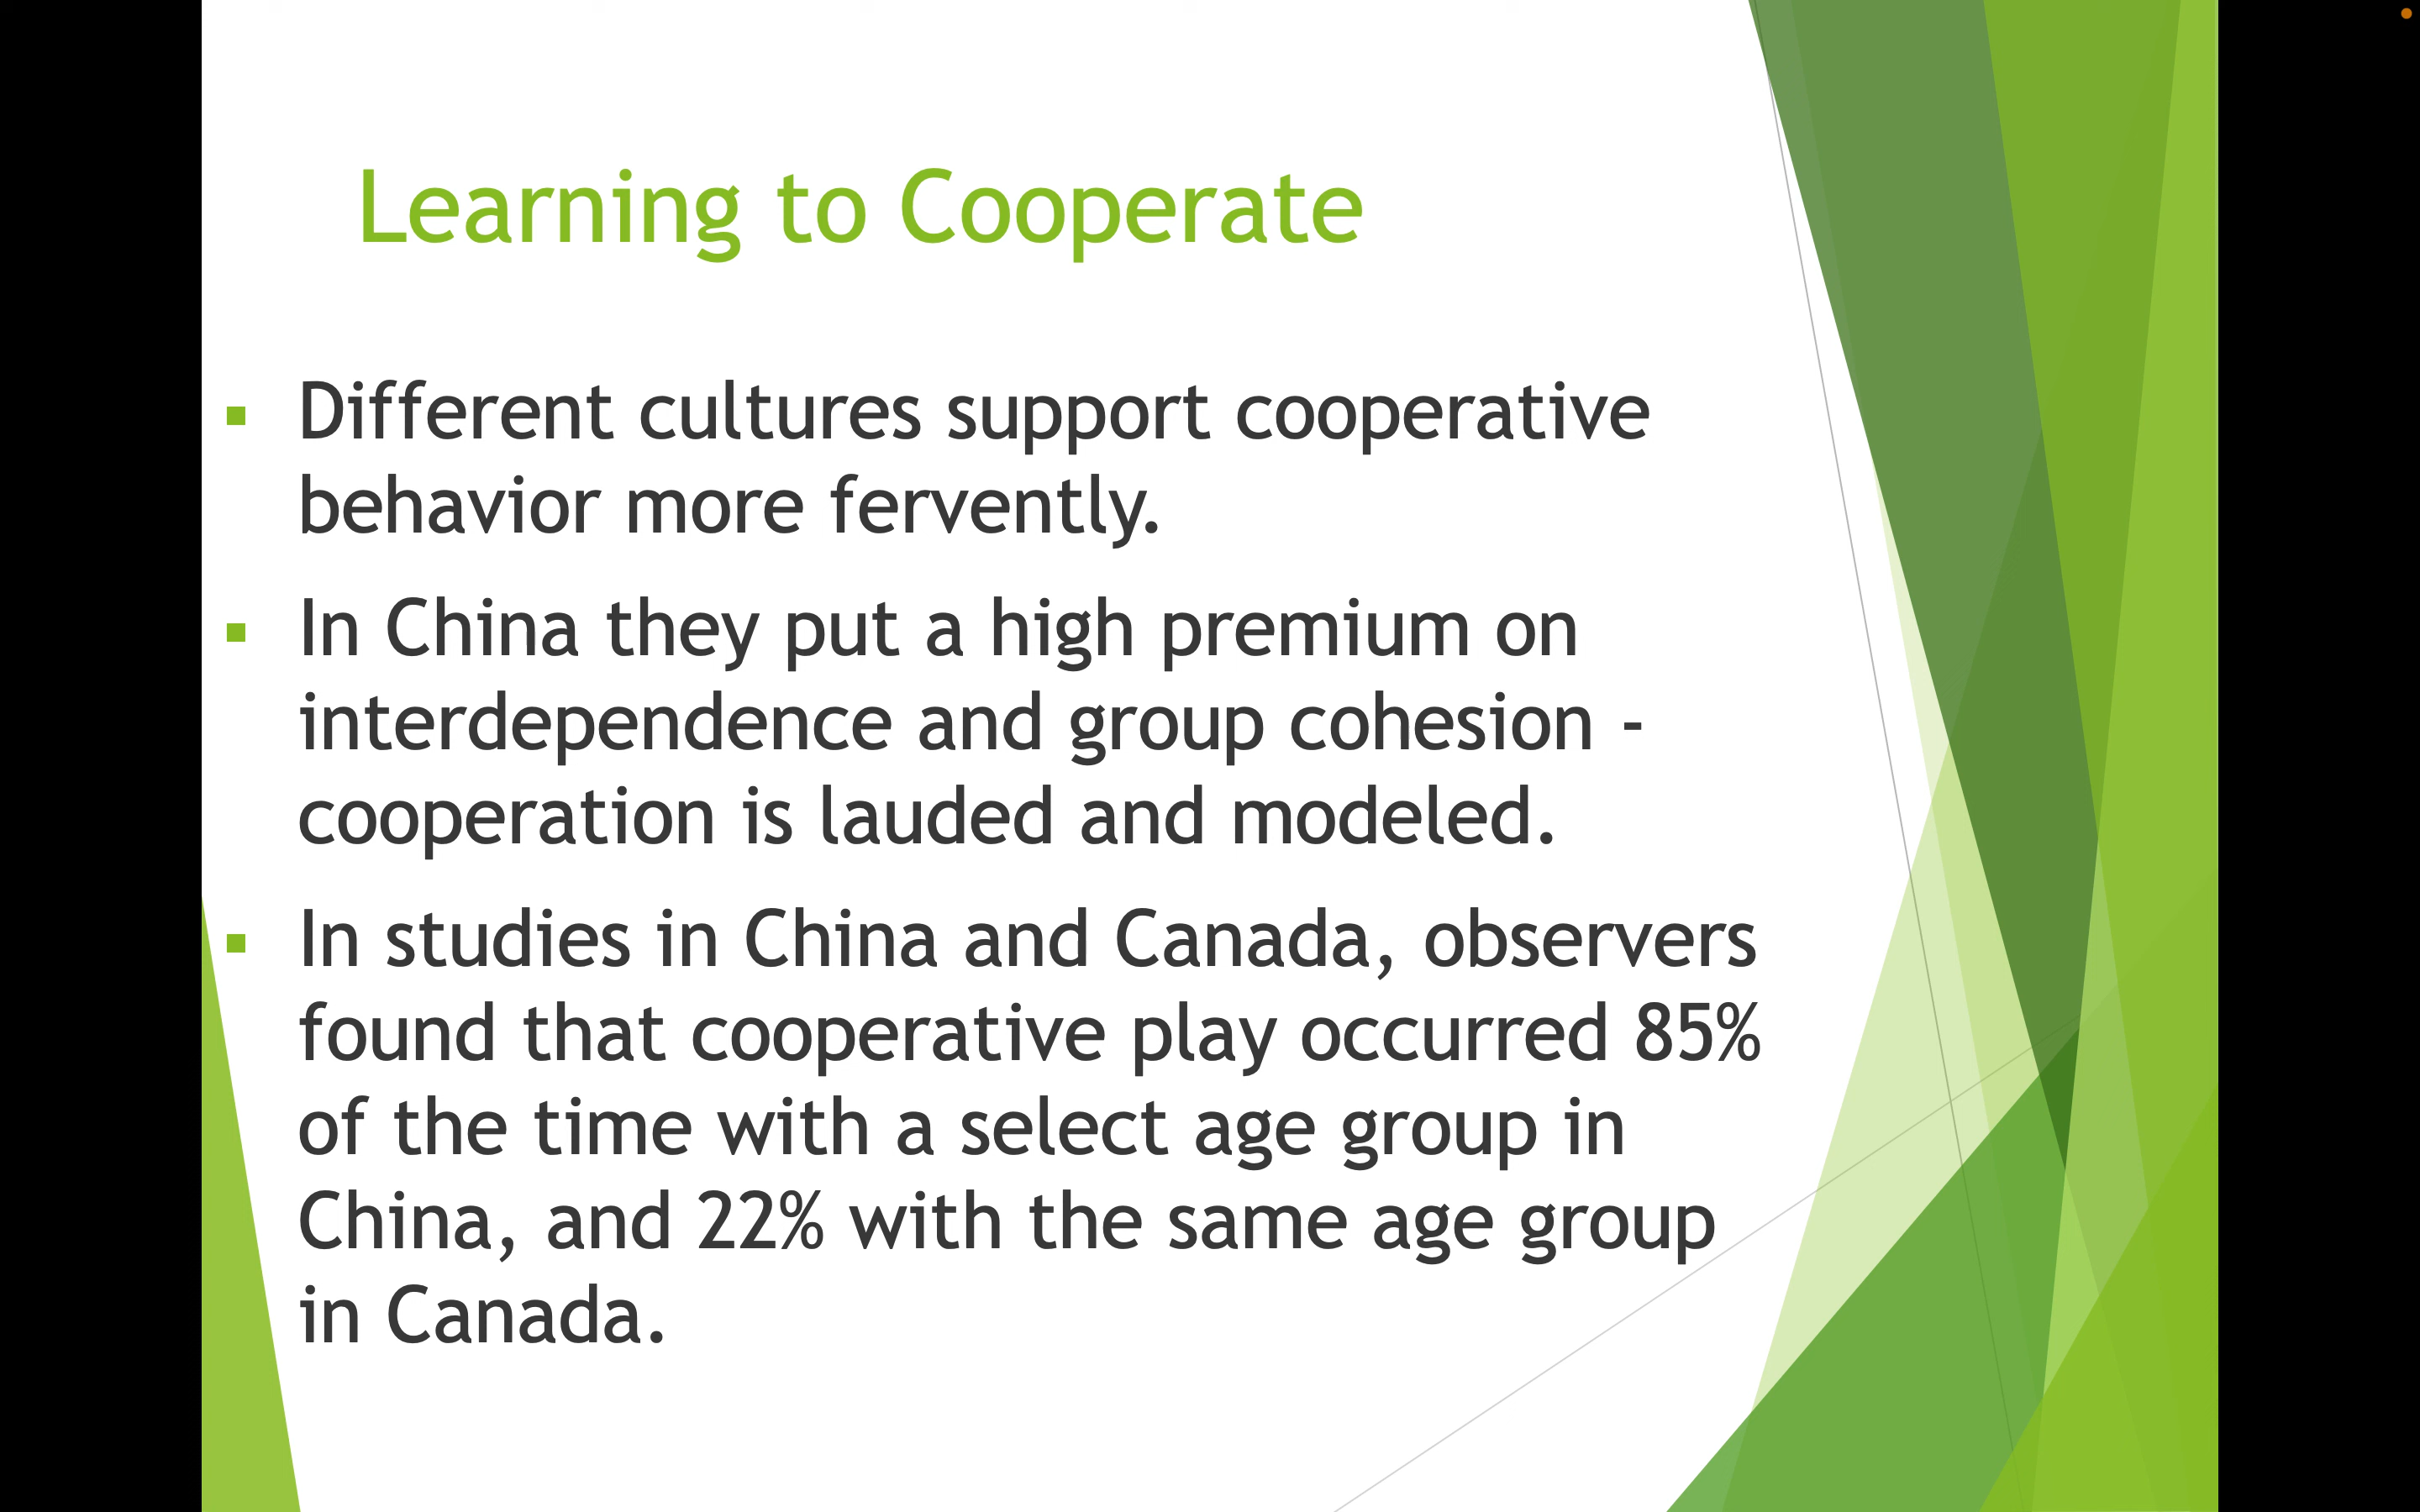 Learning to Cooperate
Different cultures support cooperative
behavior more fervently.
In China they put a high premium on
interdependence and group cohesion -
cooperation is lauded and modeled.
In studies in China and Canada, observers
found that cooperative play occurred 85%
of the time with a select age group in
China, and 22% with the same age group
in Canada.